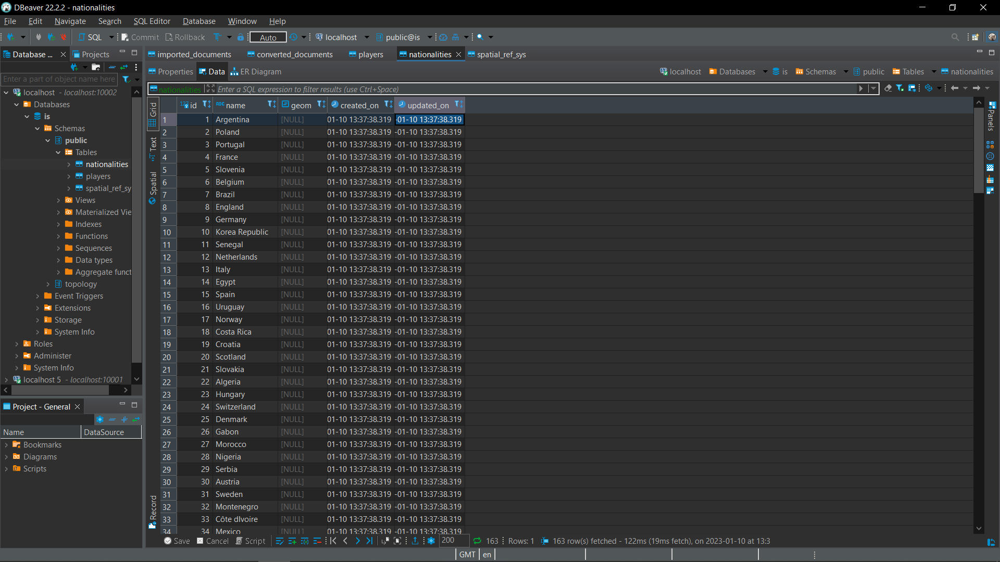 DBeaver 22.2.2 - nationalities
File Edit Navigate Search SQL Editor Database Window Help
SQL Commit Rollback Auto localhost public@is
Database ... Projects
imported_documents converted_documents players nationalities spatial_ref_sys
Properties Data ER Diagram localhost Databases is Schemas public Tables nationalities
Enter a part of object name here
nationalities Enter a SQL expression to filter results (use Ctrl+Space)
localhost - localhost:10002
Databases
is
Schemas
public
Tables
nationalities
players
spatial_ref_sy
Views
Materialized Vie
Indexes
Functions
Sequences
Data types
Aggregate funct
topology
Event Triggers
Extensions
Storage
System Info
Roles
Administer
System Info
localhost 5 - localhost:10001
Project - General
Name DataSource
Bookmarks
Diagrams
Scripts
Grid
Text
Spatial
Record
Panels
123 id ABC name geom created_on updated_on
1 1 Argentina [NULL] 01-10 13:37:38.319 -01-10 13:37:38.319
2 2 Poland [NULL] 01-10 13:37:38.319 -01-10 13:37:38.319
3 3 Portugal [NULL] 01-10 13:37:38.319 -01-10 13:37:38.319
4 4 France [NULL] 01-10 13:37:38.319 -01-10 13:37:38.319
5 5 Slovenia [NULL] 01-10 13:37:38.319 -01-10 13:37:38.319
6 6 Belgium [NULL] 01-10 13:37:38.319 -01-10 13:37:38.319
7 7 Brazil [NULL] 01-10 13:37:38.319 -01-10 13:37:38.319
8 8 England [NULL] 01-10 13:37:38.319 -01-10 13:37:38.319
9 9 Germany [NULL] 01-10 13:37:38.319 -01-10 13:37:38.319
10 10 Korea Republic [NULL] 01-10 13:37:38.319 -01-10 13:37:38.319
11 11 Senegal [NULL] 01-10 13:37:38.319 -01-10 13:37:38.319
12 12 Netherlands [NULL] 01-10 13:37:38.319 -01-10 13:37:38.319
13 13 Italy [NULL] 01-10 13:37:38.319 -01-10 13:37:38.319
14 14 Egypt [NULL] 01-10 13:37:38.319 -01-10 13:37:38.319
15 15 Spain [NULL] 01-10 13:37:38.319 -01-10 13:37:38.319
16 16 Uruguay [NULL] 01-10 13:37:38.319 -01-10 13:37:38.319
17 17 Norway [NULL] 01-10 13:37:38.319 -01-10 13:37:38.319
18 18 Costa Rica [NULL] 01-10 13:37:38.319 -01-10 13:37:38.319
19 19 Croatia [NULL] 01-10 13:37:38.319 -01-10 13:37:38.319
20 20 Scotland [NULL] 01-10 13:37:38.319 -01-10 13:37:38.319
21 21 Slovakia [NULL] 01-10 13:37:38.319 -01-10 13:37:38.319
22 22 Algeria [NULL] 01-10 13:37:38.319 -01-10 13:37:38.319
23 23 Hungary [NULL] 01-10 13:37:38.319 -01-10 13:37:38.319
24 24 Switzerland [NULL] 01-10 13:37:38.319 -01-10 13:37:38.319
25 25 Denmark [NULL] 01-10 13:37:38.319 -01-10 13:37:38.319
26 26 Gabon [NULL] 01-10 13:37:38.319 -01-10 13:37:38.319
27 27 Morocco [NULL] 01-10 13:37:38.319 -01-10 13:37:38.319
28 28 Nigeria [NULL] 01-10 13:37:38.319 -01-10 13:37:38.319
29 29 Serbia [NULL] 01-10 13:37:38.319 -01-10 13:37:38.319
30 30 Austria [NULL] 01-10 13:37:38.319 -01-10 13:37:38.319
31 31 Sweden [NULL] 01-10 13:37:38.319 -01-10 13:37:38.319
32 32 Montenegro [NULL] 01-10 13:37:38.319 -01-10 13:37:38.319
33 33 Côte dIvoire [NULL] 01-10 13:37:38.319 -01-10 13:37:38.319
34 34 Mexico [NULL] 01-10 13:37:38.319 -01-10 13:37:38.319
Save Cancel Script 200 163 Rows: 1 163 row(s) fetched - 122ms (19ms fetch), on 2023-01-10 at 13:3
GMT en